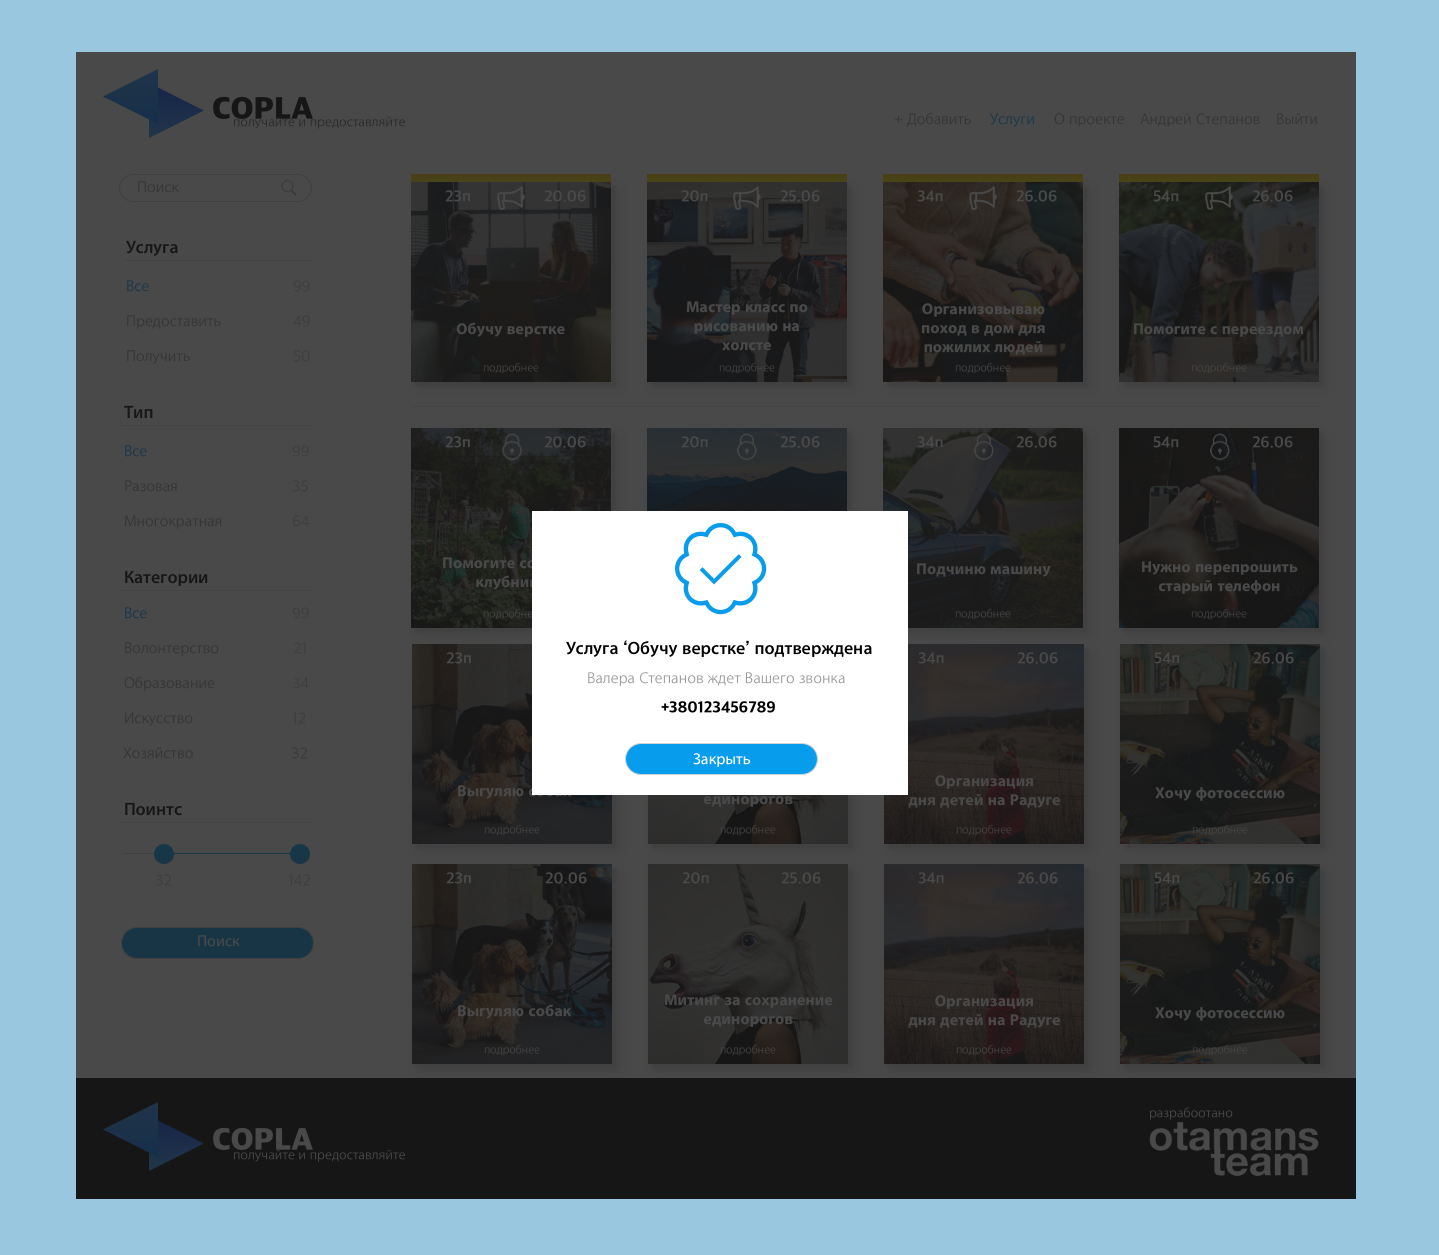 COPLA
получайте и предоставляйте
+ Добавить Услуги О проекте Андрей Степанов Выйти
Поиск
Услуга
Все 99
Предоставить 49
Получить 50
Тип
Все 99
Разовая 35
Многократная 64
Категории
Все 99
Волонтерство 21
Образование 34
Искусство 12
Хозяйство 32
Поинтс
32 142
Поиск
23п 20.06
Обучу верстке
подробнее
20п 25.06
Мастер класс по
рисованию на
холсте
подробнее
34п 26.06
Организовываю
поход в дом для
пожилих людей
подробнее
54п 26.06
Помогите с переездом
подробнее
23п 20.06
Помогите со
клубни
подробне
20п 25.06
34п 26.06
Подчиню машину
подробнее
54п 26.06
Нужно перепрошить
старый телефон
подробнее
Услуга ‘Обучу верстке’ подтверждена
Валера Степанов ждет Вашего звонка
+380123456789
Закрыть
23п
Выгуляю собак
подробнее
единорогов
подробнее
34п 26.06
Организация
дня детей на Радуге
подробнее
54п 26.06
Хочу фотосессию
подробнее
23п 20.06
Выгуляю собак
подробнее
20п 25.06
Митинг за сохранение
единорогов
подробнее
34п 26.06
Организация
дня детей на Радуге
подробнее
54п 26.06
Хочу фотосессию
подробнее
COPLA
получайте и предоставляйте
разработано
otamans
team